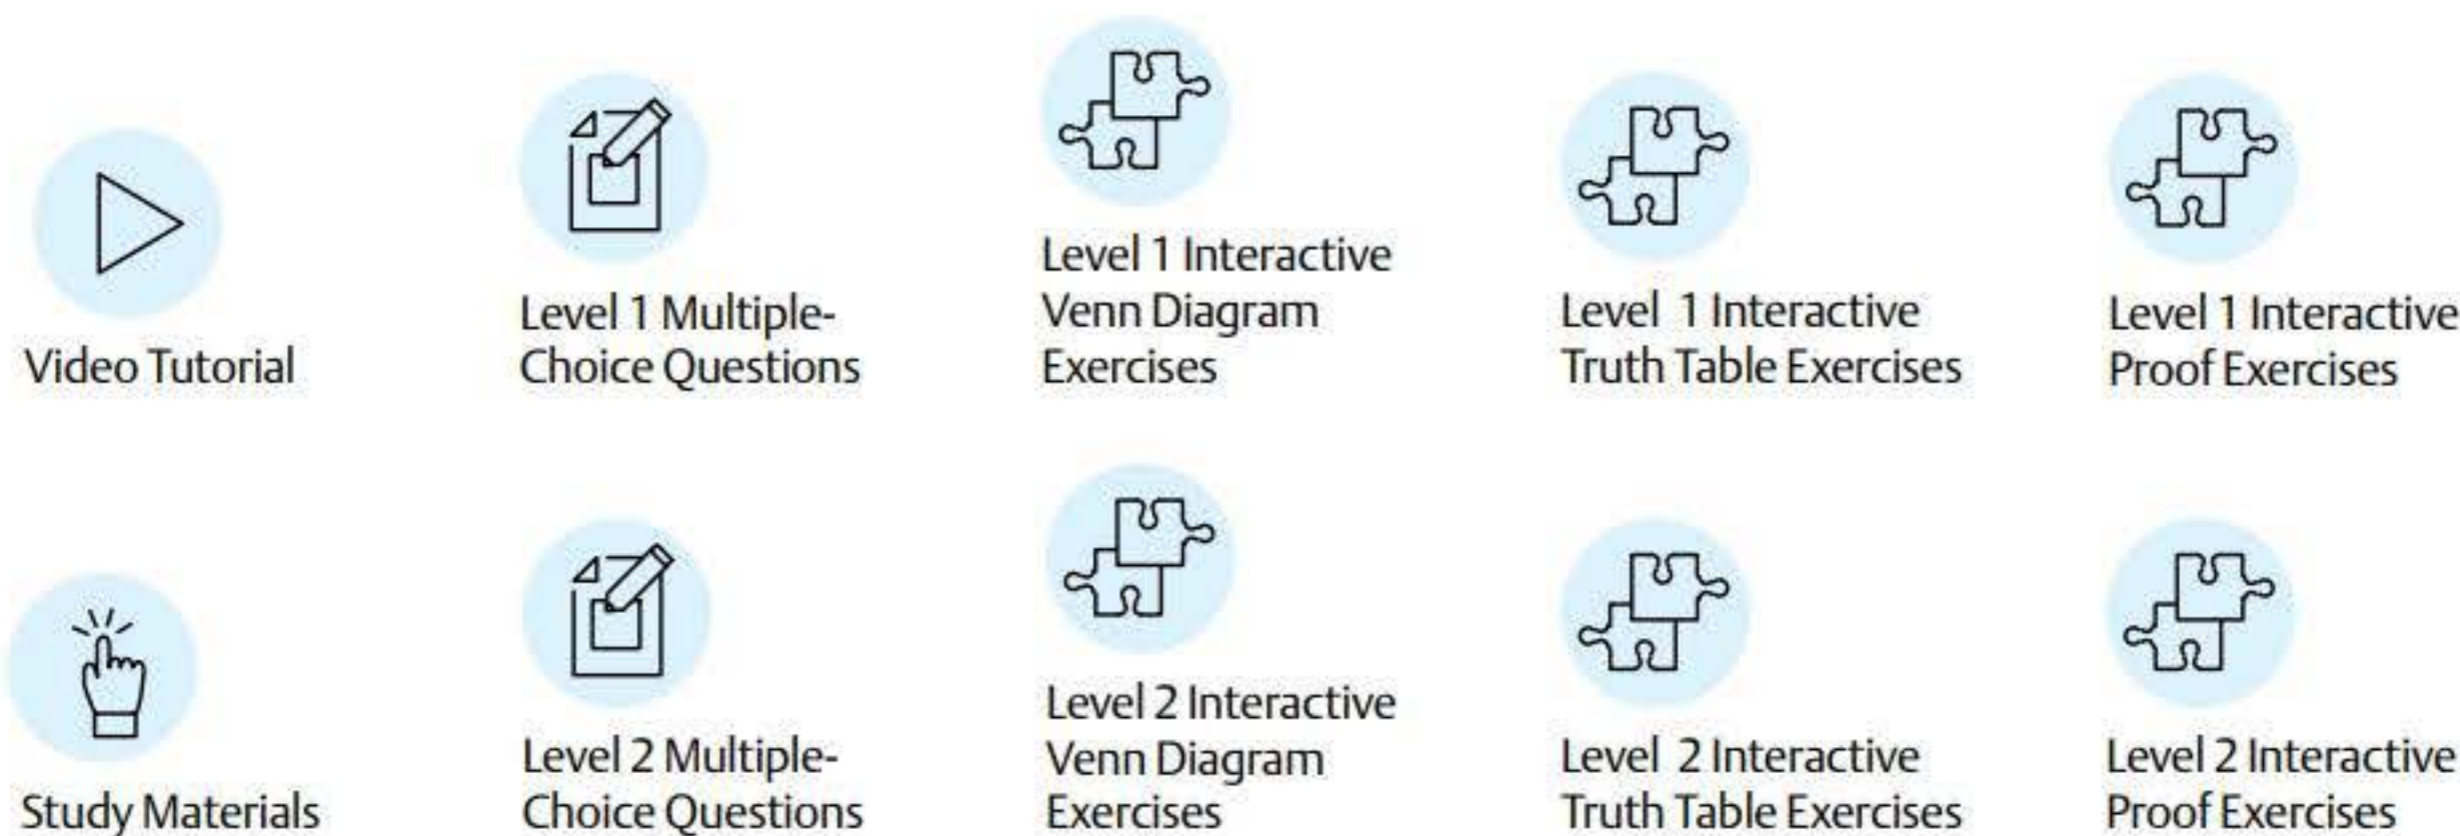 Video Tutorial
Level 1 Multiple-
Choice Questions
Level 1 Interactive
Venn Diagram
Exercises
Level 1 Interactive
Truth Table Exercises
Level 1 Interactive
Proof Exercises
Study Materials
Level 2 Multiple-
Choice Questions
Level 2 Interactive
Venn Diagram
Exercises
Level 2 Interactive
Truth Table Exercises
Level 2 Interactive
Proof Exercises